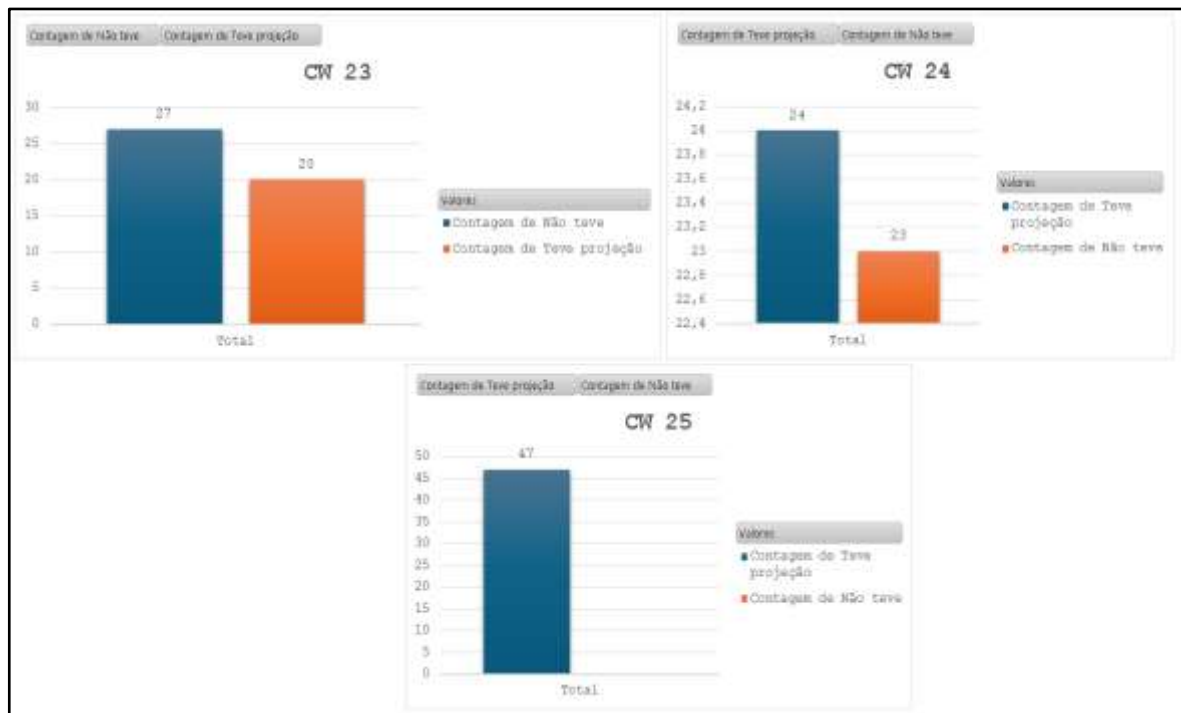 Contagem de Não teve Contagem de Teve projeção
CW 23
30
25
20
15
10
5
0
27
20
Total
Valores
Contagem de Não teve
Contagem de Teve projeção
Contagem de Teve projeção Contagem de Não teve
CW 24
24,2
24
23,8
23,6
23,4
23,2
23
22,8
22,6
22,4
24
23
Total
Valores
Contagem de Teve
projeção
Contagem de Não teve
Contagem de Teve projeção Contagem de Não teve
CW 25
50
45
40
35
30
25
20
15
10
5
0
47
Total
Valores
Contagem de Teve
projeção
Contagem de Não teve